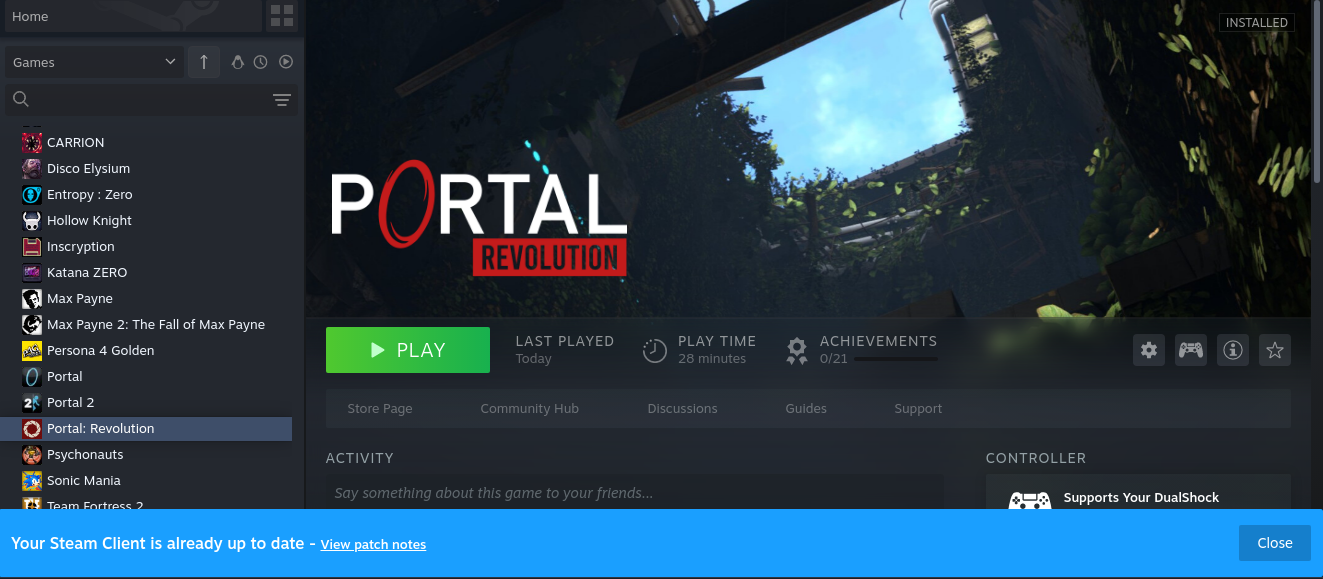 Home
INSTALLED
Games
CARRION
Disco Elysium
Entropy : Zero
Hollow Knight
Inscryption
Katana ZERO
Max Payne
Max Payne 2: The Fall of Max Payne
Persona 4 Golden
Portal
Portal 2
Portal: Revolution
Psychonauts
Sonic Mania
Team Fortress 2
PORTAL
REVOLUTION
PLAY
LAST PLAYED
Today
PLAY TIME
28 minutes
ACHIEVEMENTS
0/21
Store Page
Community Hub
Discussions
Guides
Support
ACTIVITY
Say something about this game to your friends...
CONTROLLER
Supports Your DualShock
Your Steam Client is already up to date - View patch notes
Close